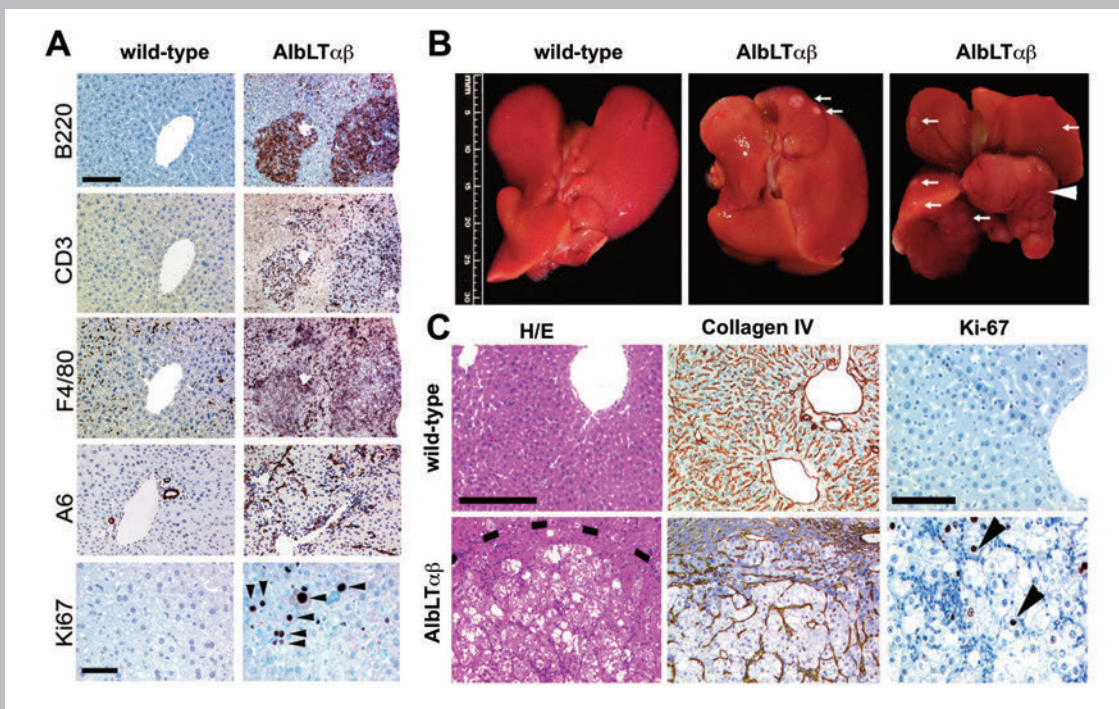 A
wild-type AlbLTαβ
B220
CD3
F4/80
A6
Ki67
B
wild-type AlbLTαβ AlbLTαβ
mm
5
10
15
20
25
30
C
H/E Collagen IV Ki-67
wild-type
AlbLTαβ